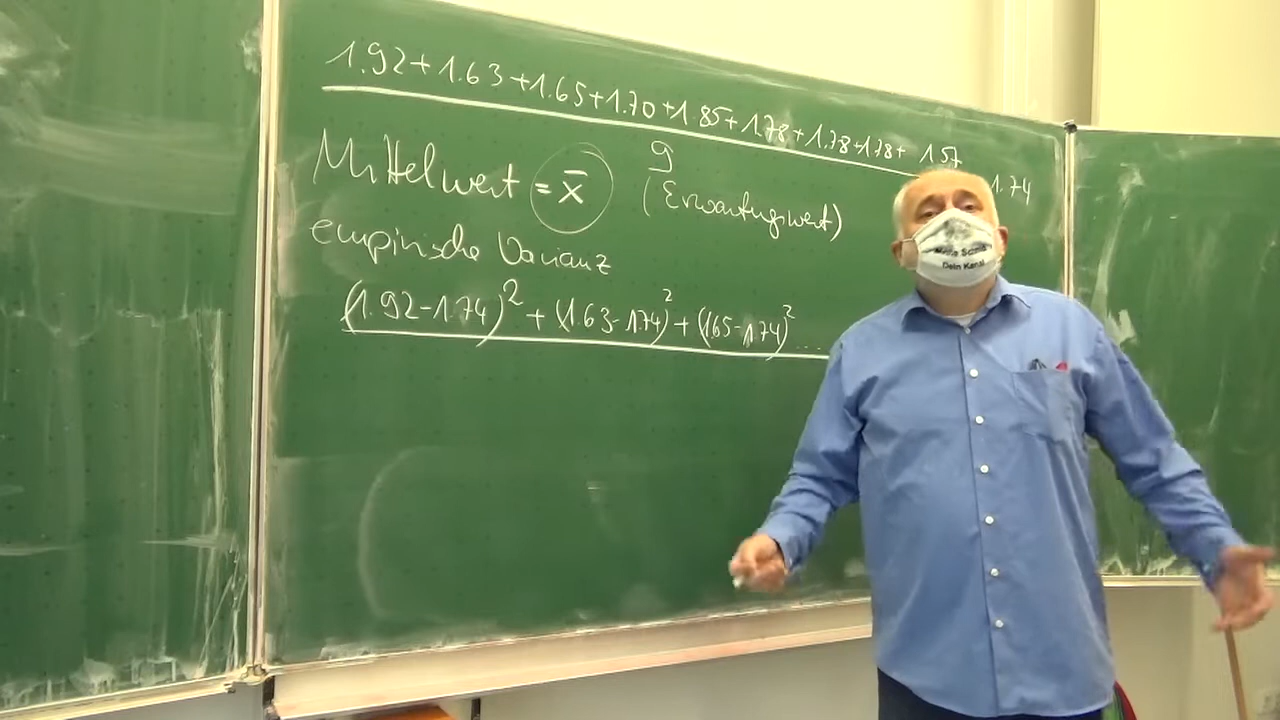 1.92+1.63+1.65+1.70+1.85+1.78+1.78+1.78+ 1.57
9
1.74
Mittelwert = x̄ (Erwartungswert)
empirische Varianz
(1.92-1.74)² + (1.63-1.74)² + (1.65-1.74)² ....
Dein Kanal